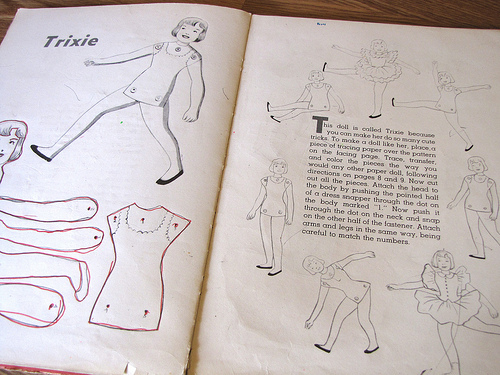 Trixie
This doll is called Trixie because
you can make her do so many cute
tricks. To make a doll like her, place a
piece of tracing paper over the pattern
on the facing page. Trace, transfer,
and color the pieces the way you
would any other paper doll, following
directions on pages 8 and 9. Now cut
out all the pieces. Attach the head to
the body by pushing the pointed half
of a dress snapper through the dot on
the body marked "1." Now push it
through the dot on the neck and snap
on the other half of the fastener. Attach
arms and legs in the same way, being
careful to match the numbers.